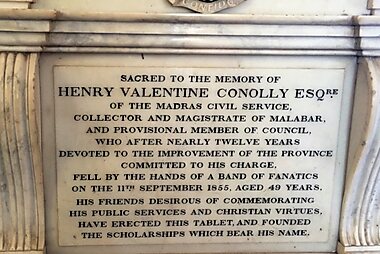 SACRED TO THE MEMORY OF
HENRY VALENTINE CONOLLY ESQRE
OF THE MADRAS CIVIL SERVICE,
COLLECTOR AND MAGISTRATE OF MALABAR,
AND PROVISIONAL MEMBER OF COUNCIL,
WHO AFTER NEARLY TWELVE YEARS
DEVOTED TO THE IMPROVEMENT OF THE PROVINCE
COMMITTED TO HIS CHARGE.
FELL BY THE HANDS OF A BAND OF FANATICS
ON THE 11TH SEPTEMBER 1855, AGED 49 YEARS.
HIS FRIENDS DESIROUS OF COMMEMORATING
HIS PUBLIC SERVICES AND CHRISTIAN VIRTUES,
HAVE ERECTED THIS TABLET, AND FOUNDED
THE SCHOLARSHIPS WHICH BEAR HIS NAME.